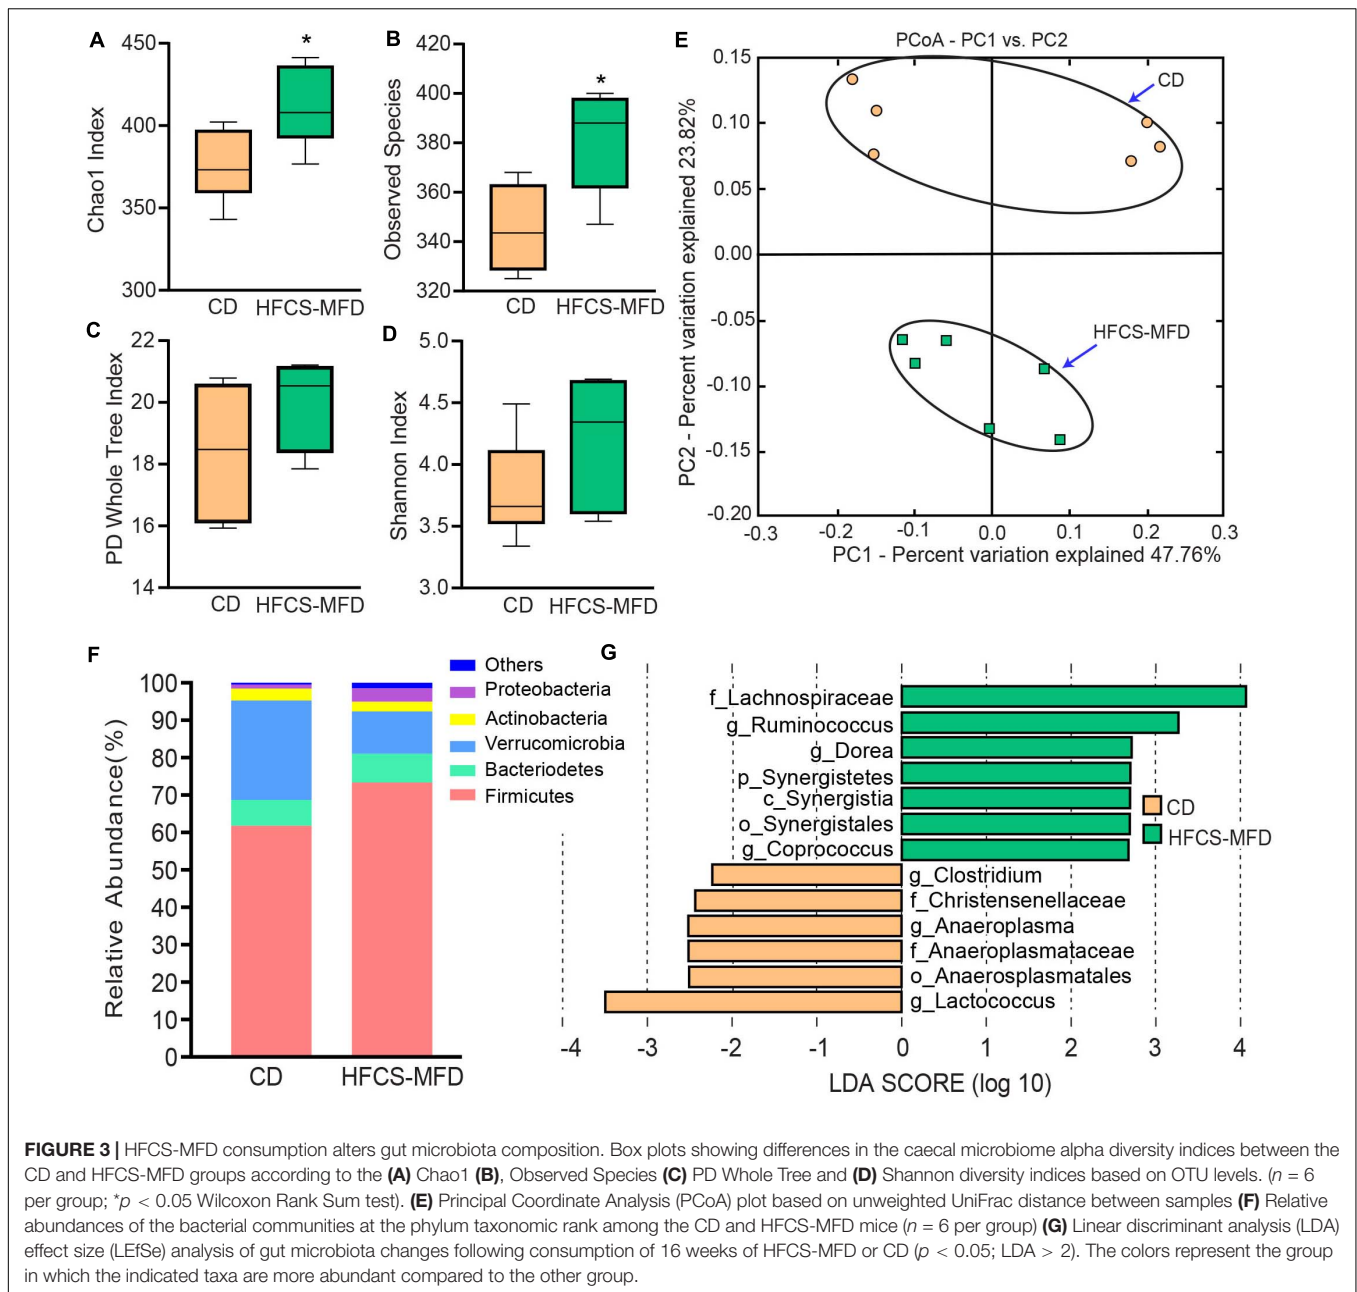 A
450
400
350
300
Chao1 Index
*
CD
HFCS-MFD
B
420
400
380
360
340
320
Observed Species
*
CD
HFCS-MFD
C
22
20
18
16
14
PD Whole Tree Index
CD
HFCS-MFD
D
5.0
4.5
4.0
3.5
3.0
Shannon Index
CD
HFCS-MFD
E
PCoA - PC1 vs. PC2
0.15
0.10
0.05
0.00
-0.05
-0.10
-0.15
-0.20
PC2 - Percent variation explained 23.82%
CD
HFCS-MFD
-0.3
-0.2
-0.1
0.0
0.1
0.2
0.3
PC1 - Percent variation explained 47.76%
F
100
90
80
70
60
50
40
30
20
10
0
Relative Abundance(%)
CD
HFCS-MFD
Others
Proteobacteria
Actinobacteria
Verrucomicrobia
Bacteriodetes
Firmicutes
G
f_Lachnospiraceae
g_Ruminococcus
g_Dorea
p_Synergistetes
c_Synergistia
o_Synergistales
g_Coprococcus
g_Clostridium
f_Christensenellaceae
g_Anaeroplasma
f_Anaeroplasmataceae
o_Anaerosplasmatales
g_Lactococcus
CD
HFCS-MFD
-4
-3
-2
-1
0
1
2
3
4
LDA SCORE (log 10)
FIGURE 3 | HFCS-MFD consumption alters gut microbiota composition. Box plots showing differences in the caecal microbiome alpha diversity indices between the
CD and HFCS-MFD groups according to the (A) Chao1 (B), Observed Species (C) PD Whole Tree and (D) Shannon diversity indices based on OTU levels. (n = 6
per group; *p < 0.05 Wilcoxon Rank Sum test). (E) Principal Coordinate Analysis (PCoA) plot based on unweighted UniFrac distance between samples (F) Relative
abundances of the bacterial communities at the phylum taxonomic rank among the CD and HFCS-MFD mice (n = 6 per group) (G) Linear discriminant analysis (LDA)
effect size (LEfSe) analysis of gut microbiota changes following consumption of 16 weeks of HFCS-MFD or CD (p < 0.05; LDA > 2). The colors represent the group
in which the indicated taxa are more abundant compared to the other group.